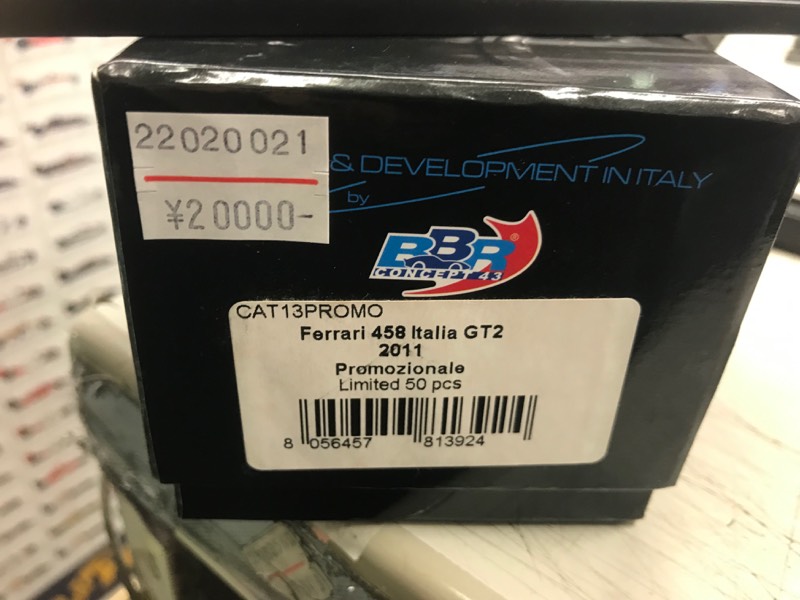 22020021
¥20000-
& DEVELOPMENT IN ITALY
by
BBR®
CONCEPT 43
CAT13PROMO
Ferrari 458 Italia GT2
2011
Promozionale
Limited 50 pcs
8 056457 813924